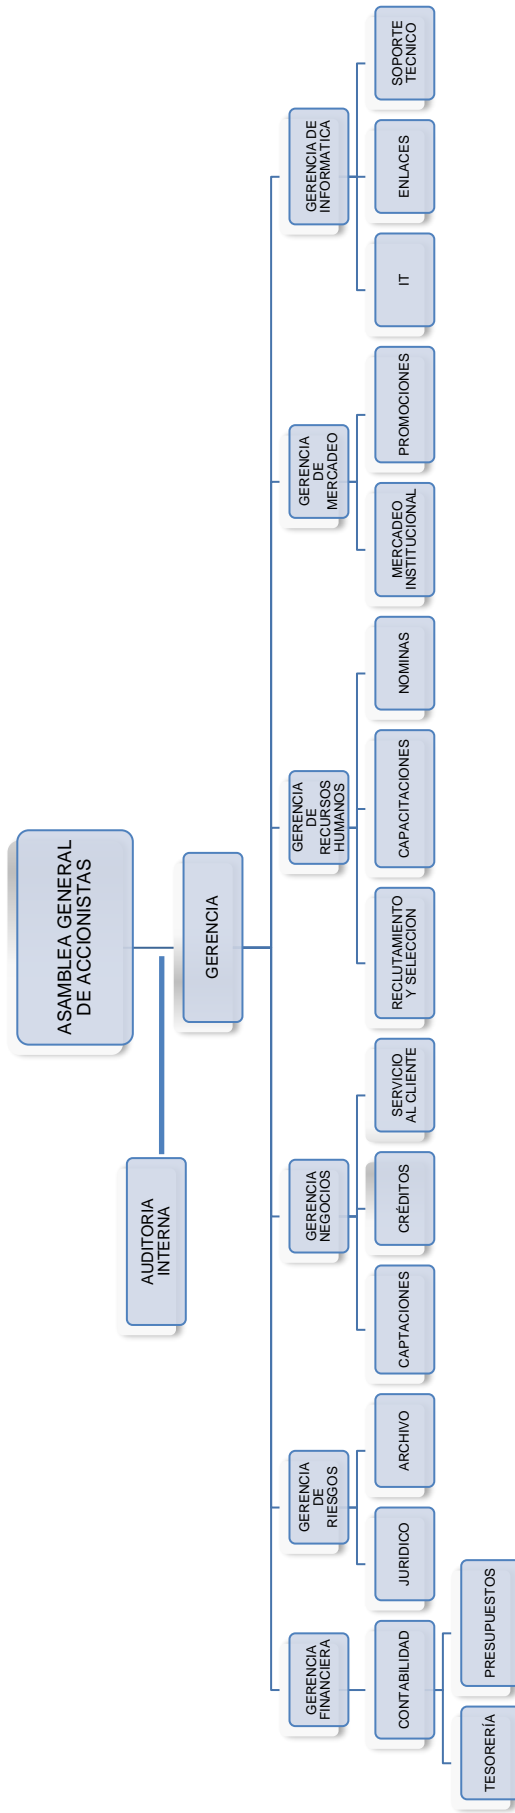 ASAMBLEA GENERAL
DE ACCIONISTAS
AUDITORIA
INTERNA
GERENCIA
GERENCIA
FINANCIERA
GERENCIA
DE
RIESGOS
GERENCIA
NEGOCIOS
GERENCIA
DE
RECURSOS
HUMANOS
GERENCIA
DE
MERCADEO
GERENCIA DE
INFORMATICA
CONTABILIDAD
JURIDICO
ARCHIVO
CAPTACIONES
CRÉDITOS
SERVICIO
AL CLIENTE
RECLUTAMIENTO
Y SELECCION
CAPACITACIONES
NOMINAS
MERCADEO
INSTITUCIONAL
PROMOCIONES
IT
ENLACES
SOPORTE
TECNICO
TESORERÍA
PRESUPUESTOS